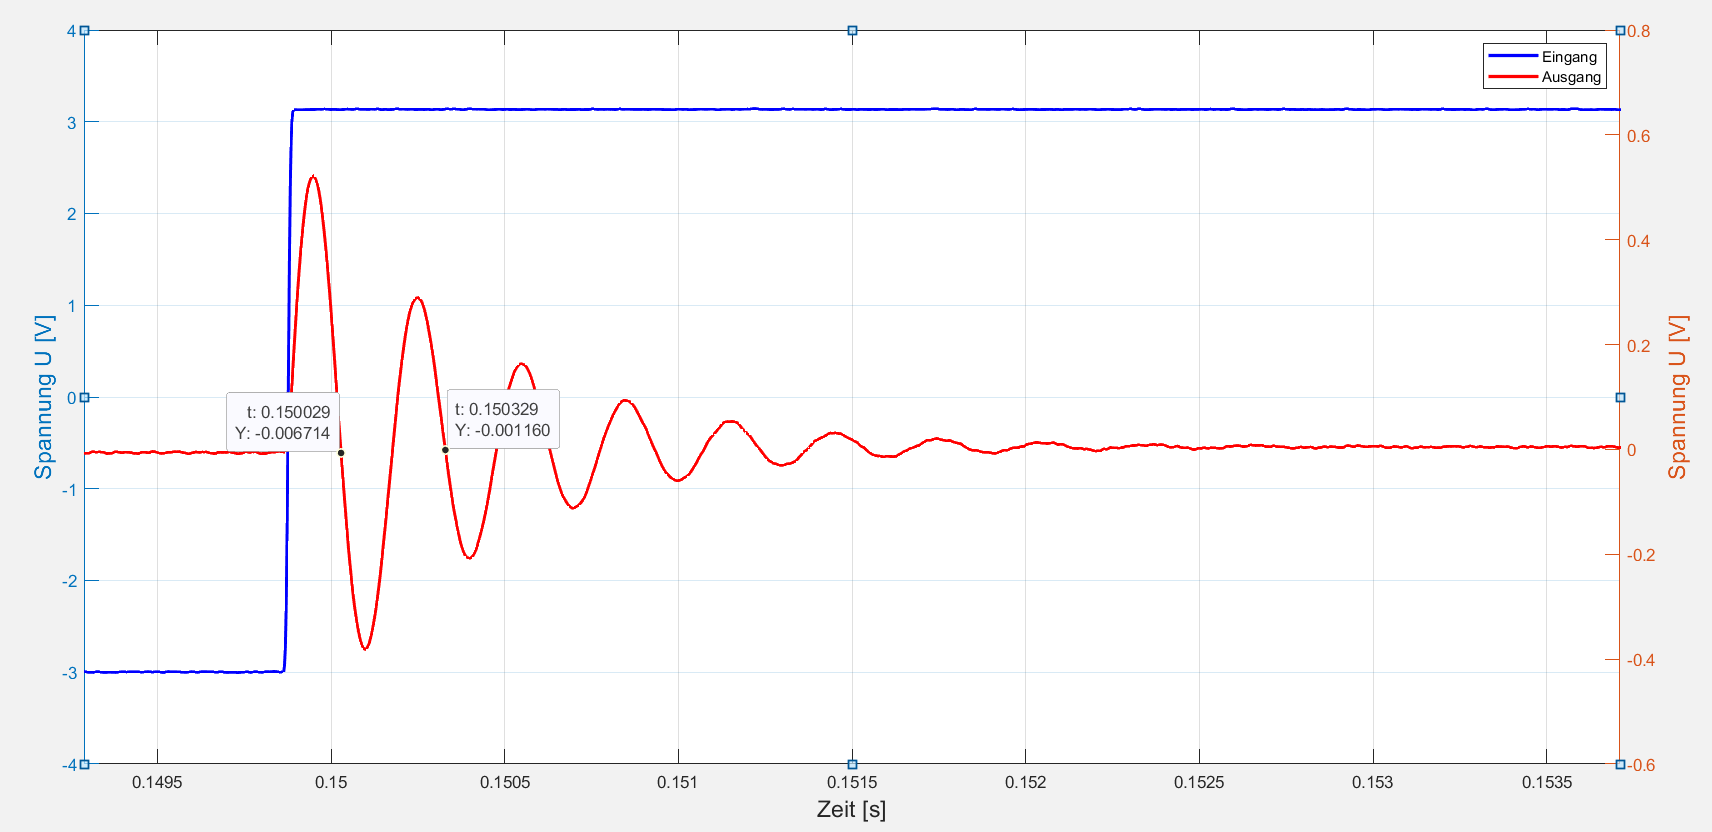 4
3
2
1
0
-1
-2
-3
-4
Spannung U [V]
Eingang
Ausgang
t: 0.150029
Y: -0.006714
t: 0.150329
Y: -0.001160
0.8
0.6
0.4
0.2
0
-0.2
-0.4
-0.6
Spannung U [V]
0.1495 0.15 0.1505 0.151 0.1515 0.152 0.1525 0.153 0.1535
Zeit [s]